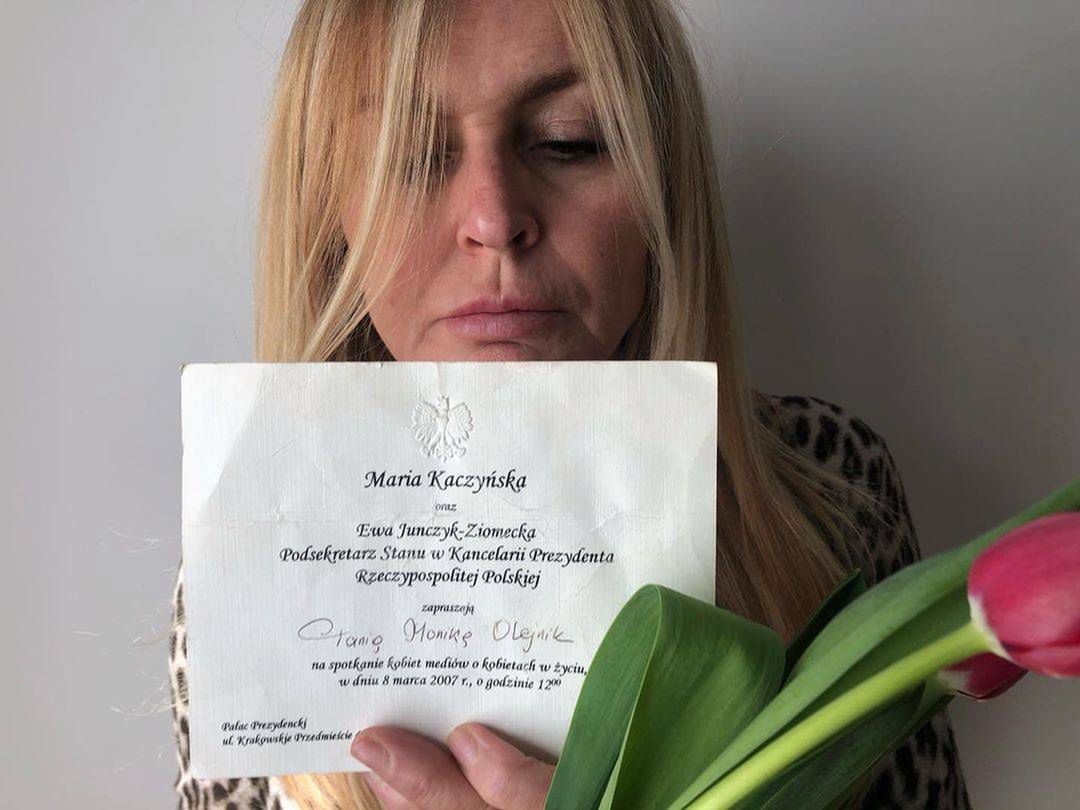 Maria Kaczyńska
oraz
Ewa Junczyk-Ziomecka
Podsekretarz Stanu w Kancelarii Prezydenta
Rzeczypospolitej Polskiej
zapraszają
Panią Monikę Olejnik
na spotkanie kobiet mediów o kobietach w życiu,
w dniu 8 marca 2007 r., o godzinie 12⁰⁰
Pałac Prezydencki
ul. Krakowskie Przedmieście